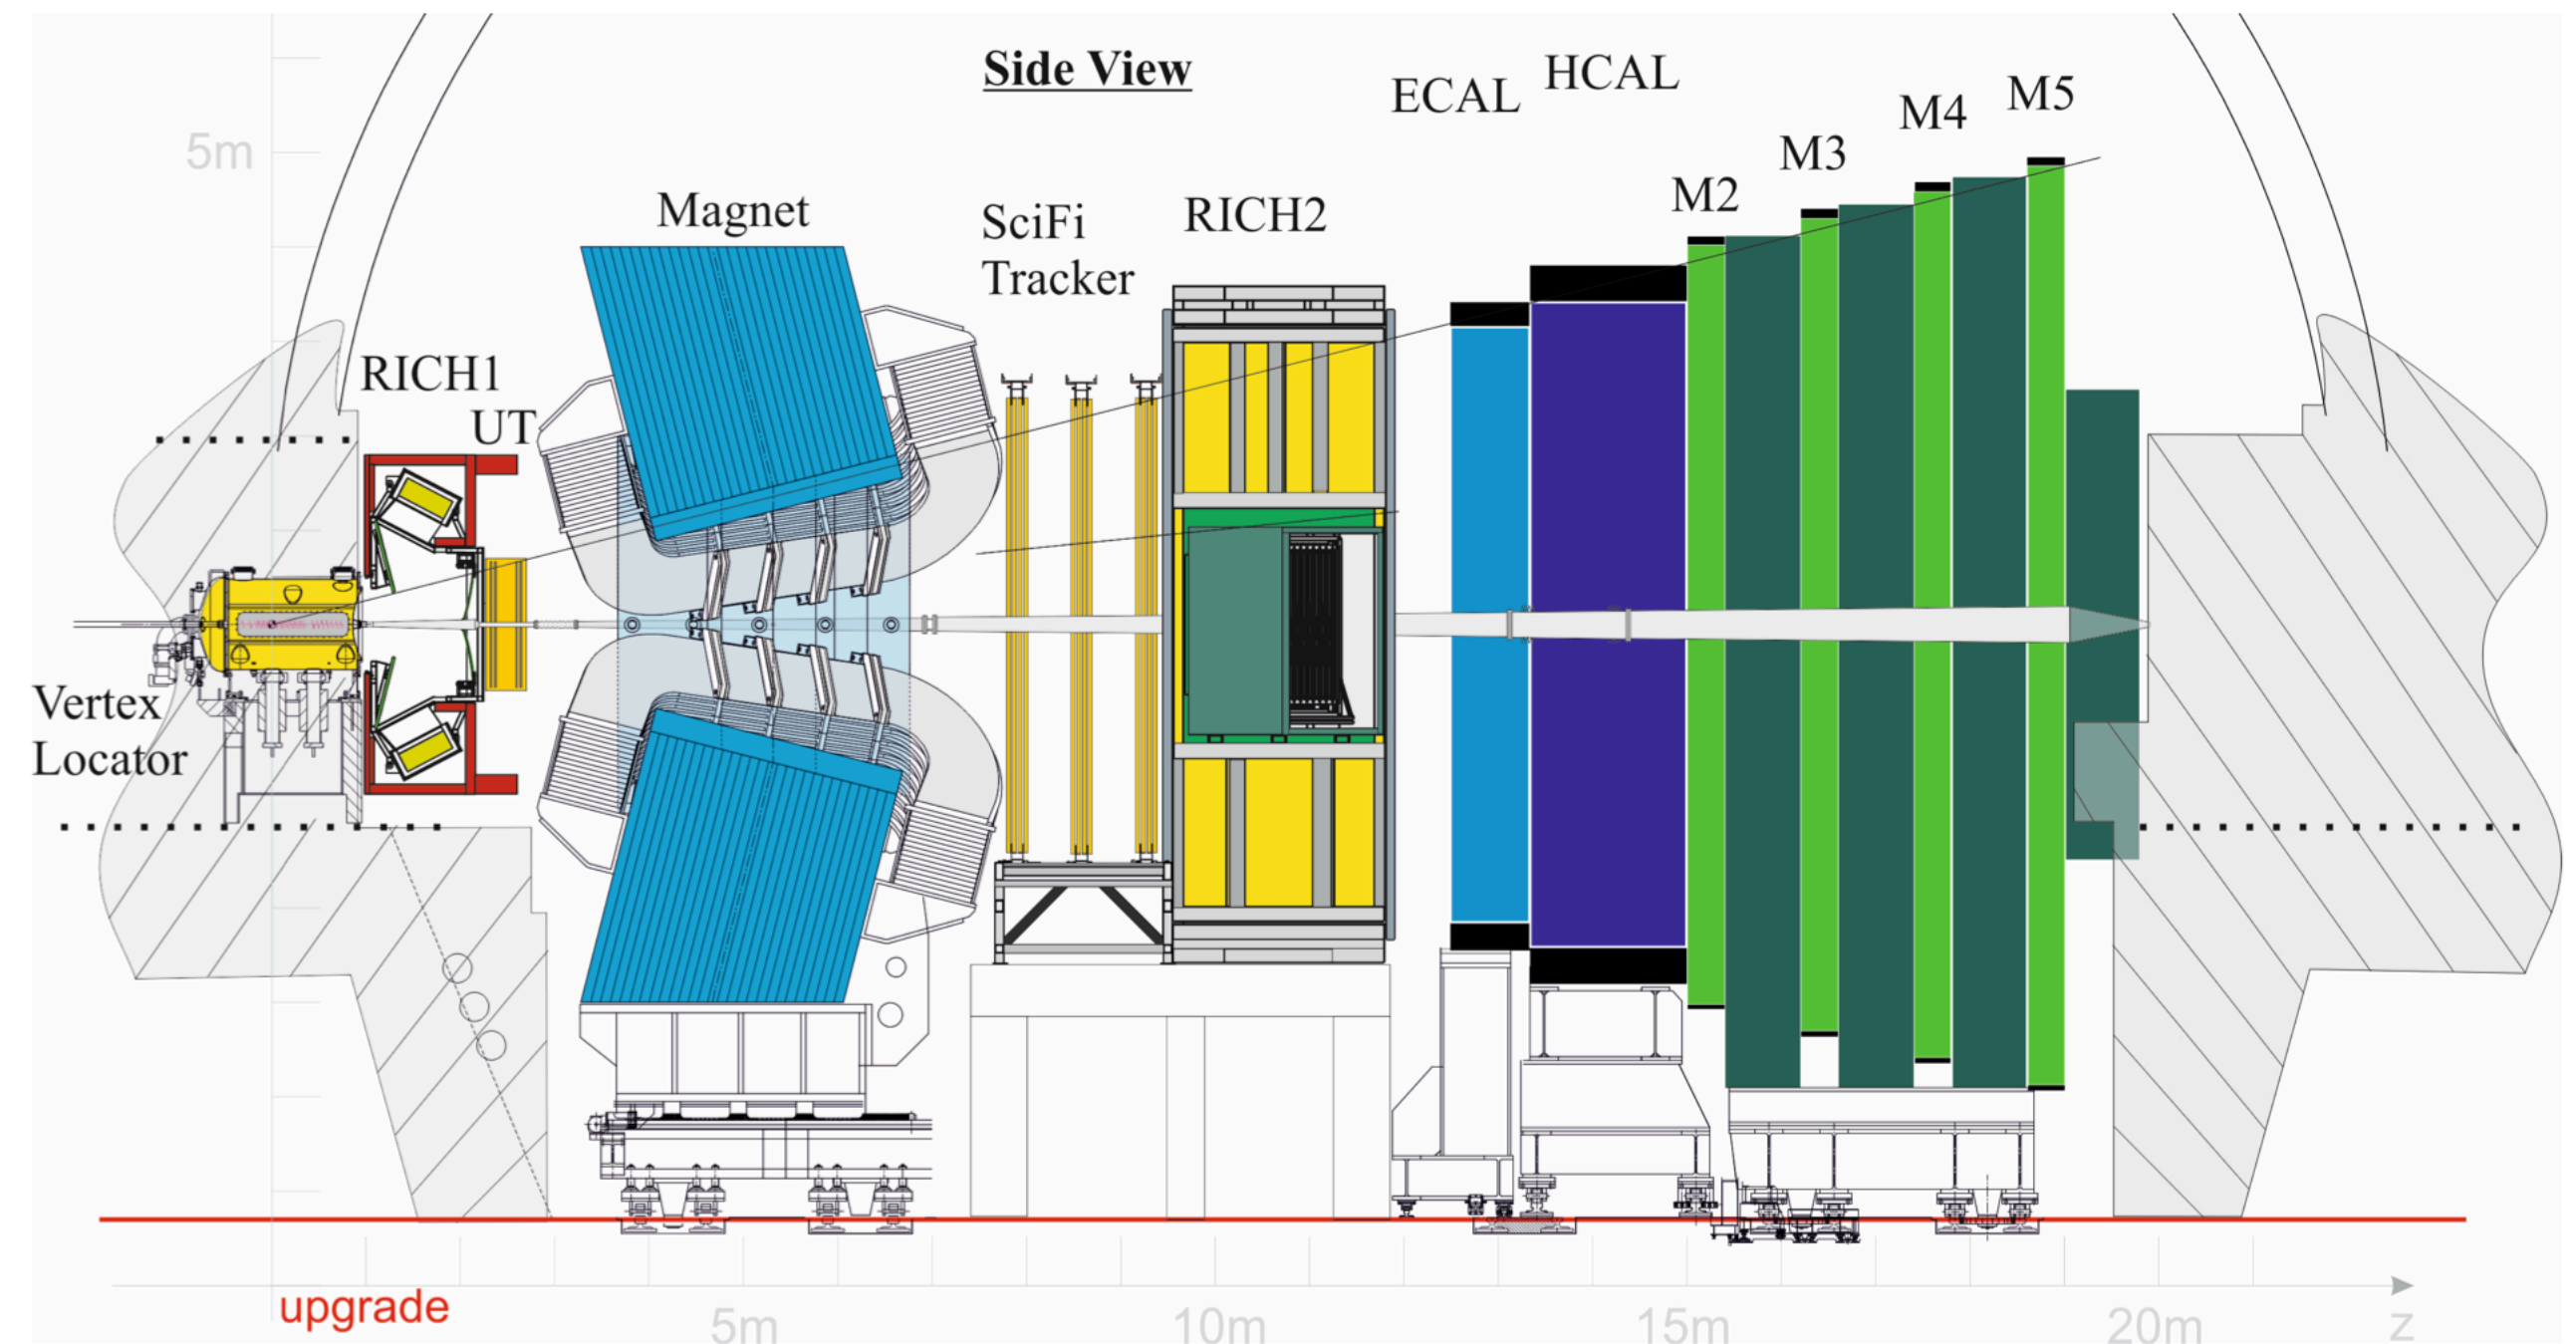 Side View
ECAL
HCAL
M2
M3
M4
M5
5m
Magnet
SciFi
Tracker
RICH2
RICH1
UT
Vertex
Locator
upgrade
5m
10m
15m
20m
z